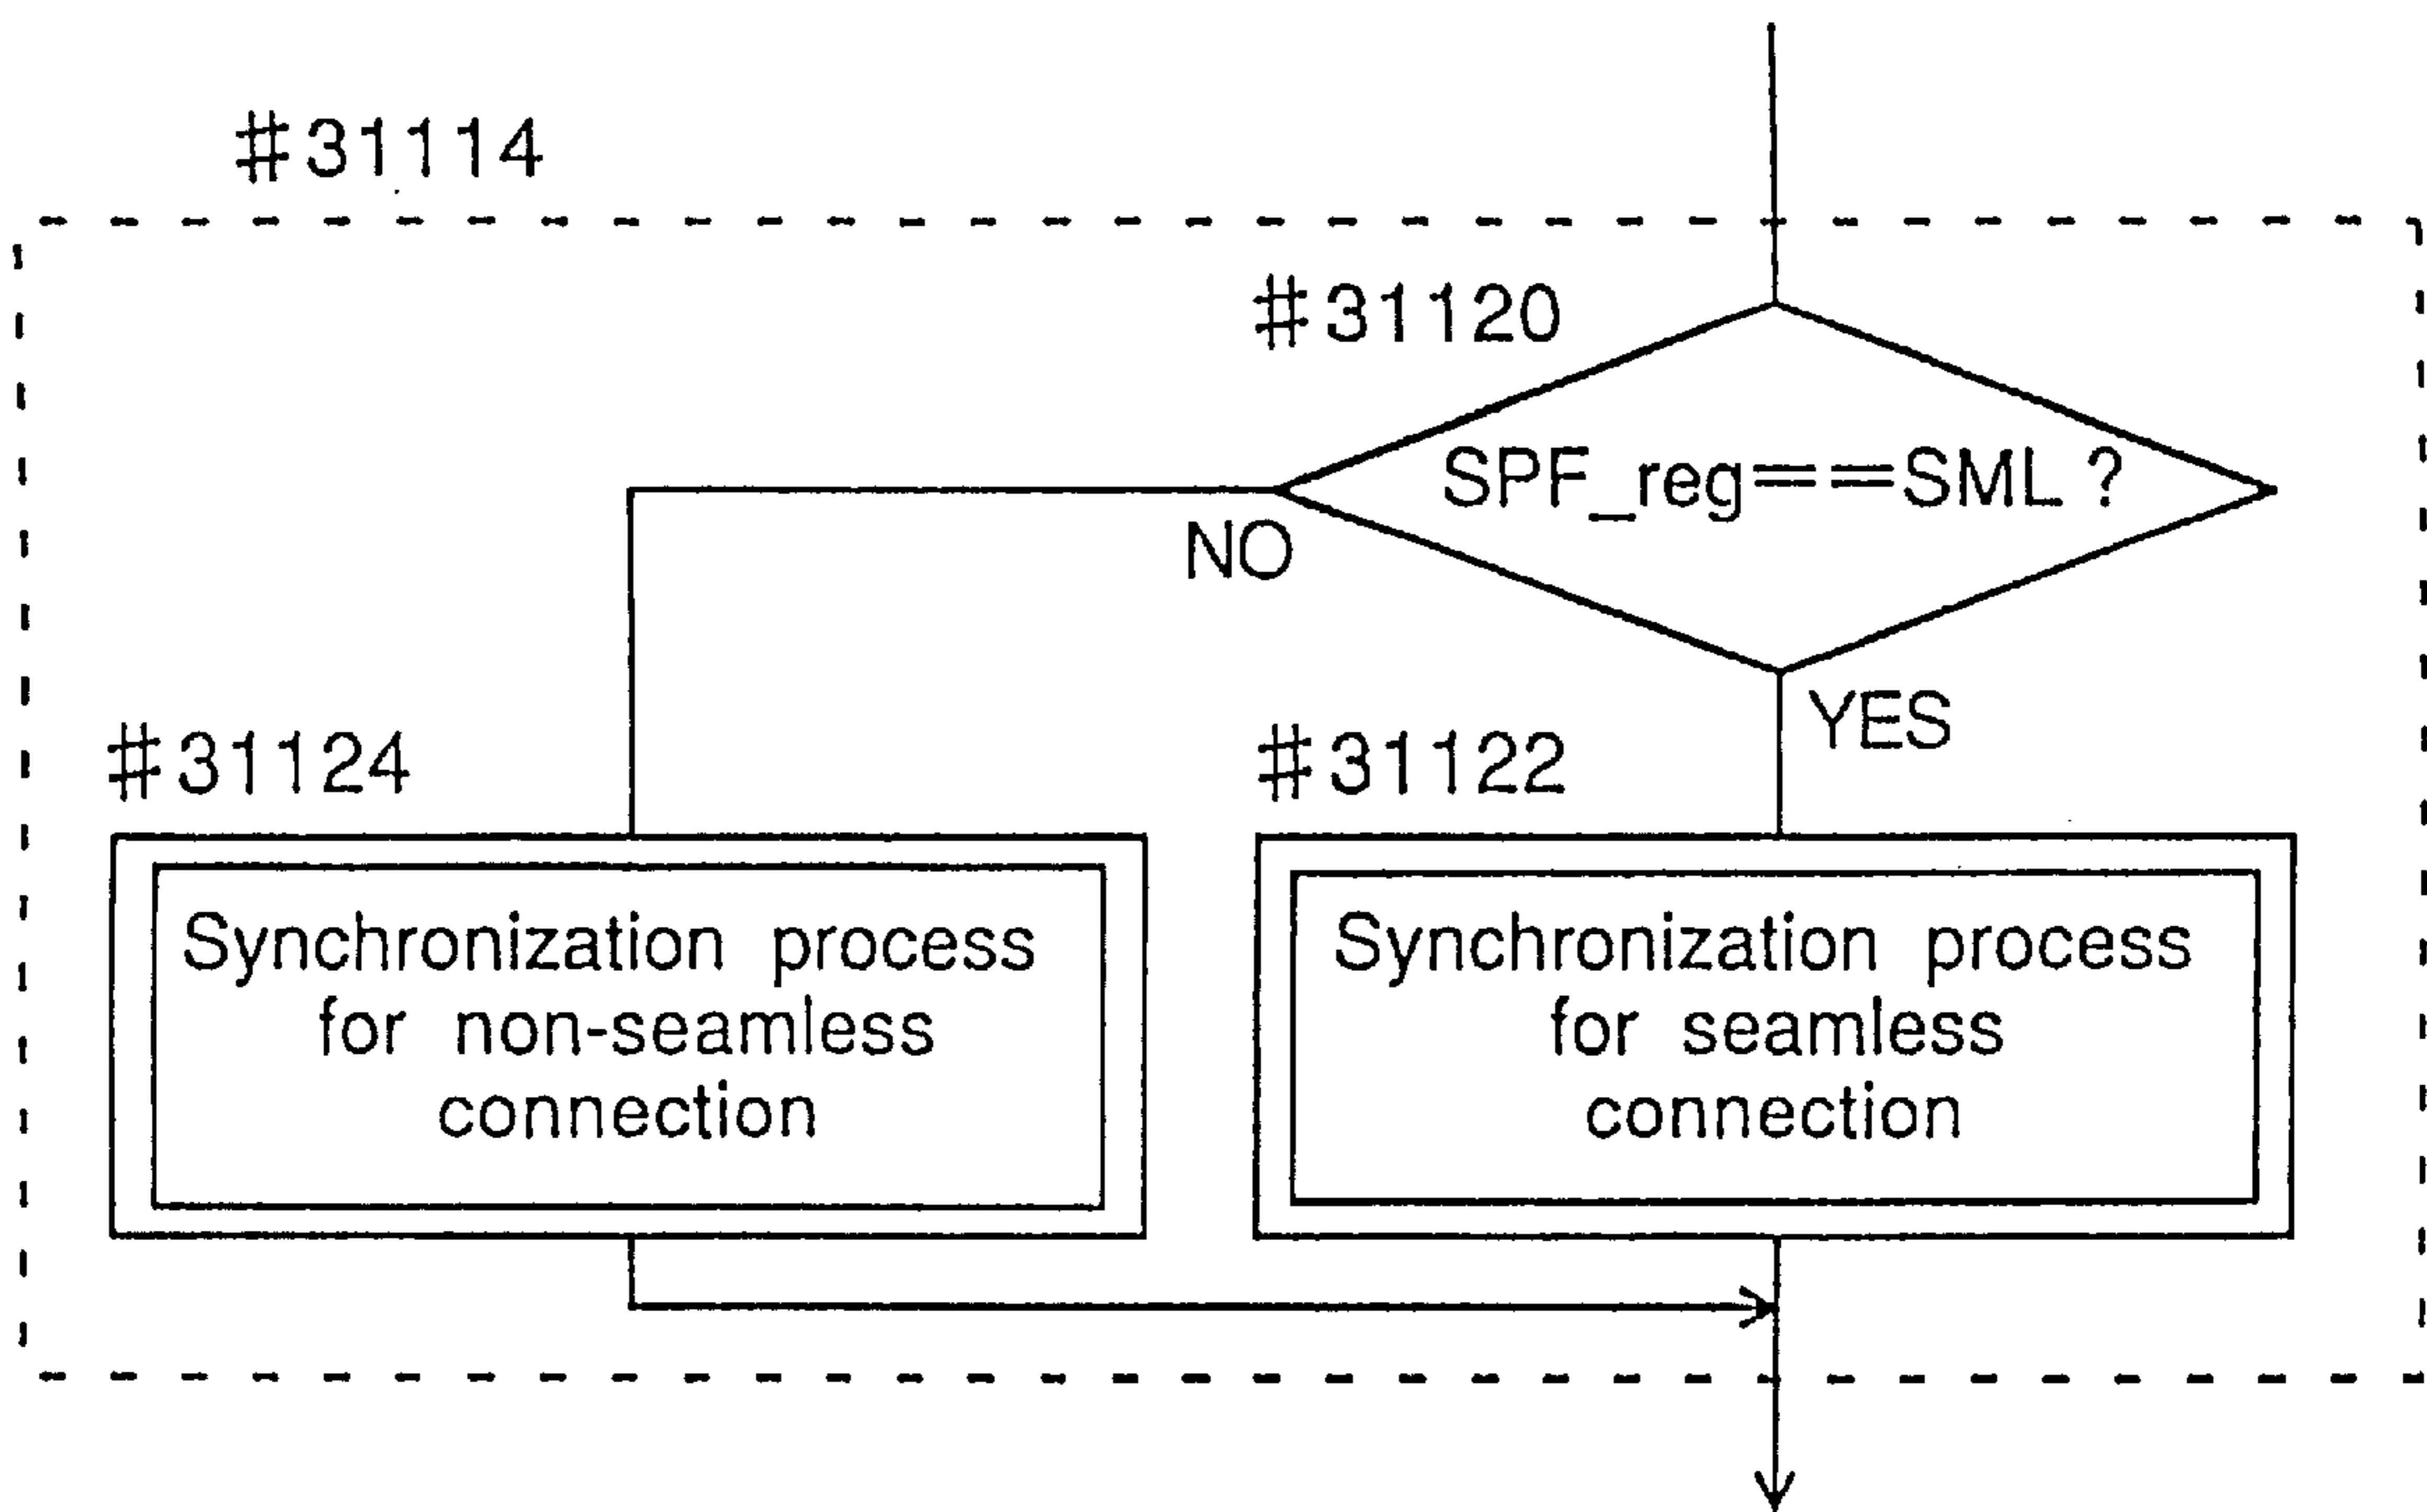 #31114
#31120
SPF_reg==SML ?
NO
YES
#31124
#31122
Synchronization process
for non-seamless
connection
Synchronization process
for seamless
connection